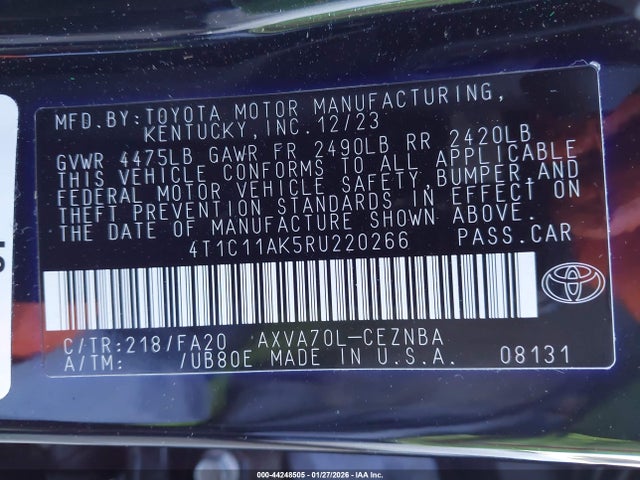 MFD.BY:TOYOTA MOTOR MANUFACTURING,
KENTUCKY,INC. 12/23
GVWR 4475LB GAWR FR 2490LB RR 2420LB
THIS VEHICLE CONFORMS TO ALL APPLICABLE
FEDERAL MOTOR VEHICLE SAFETY,BUMPER,AND
THEFT PREVENTION STANDARDS IN EFFECT ON
THE DATE OF MANUFACTURE SHOWN ABOVE.
4T1C11AK5RU220266 PASS.CAR
C/TR:218/FA20 AXVA70L-CEZNBA
A/TM: /UB80E MADE IN U.S.A. 08131
000-44248505 - 01/27/2026 - IAA Inc.